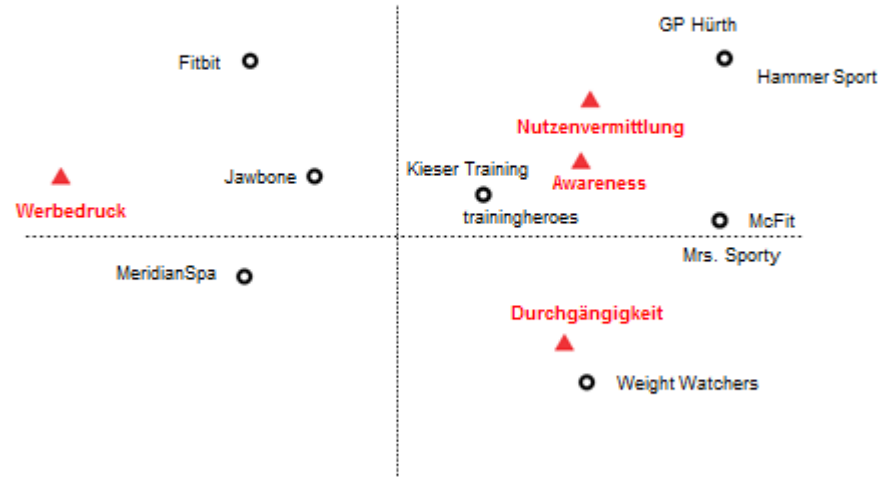 GP Hürth
Fitbit
Hammer Sport
Nutzenvermittlung
Kieser Training
Jawbone
Awareness
Werbedruck
trainingheroes
McFit
Mrs. Sporty
MeridianSpa
Durchgängigkeit
Weight Watchers